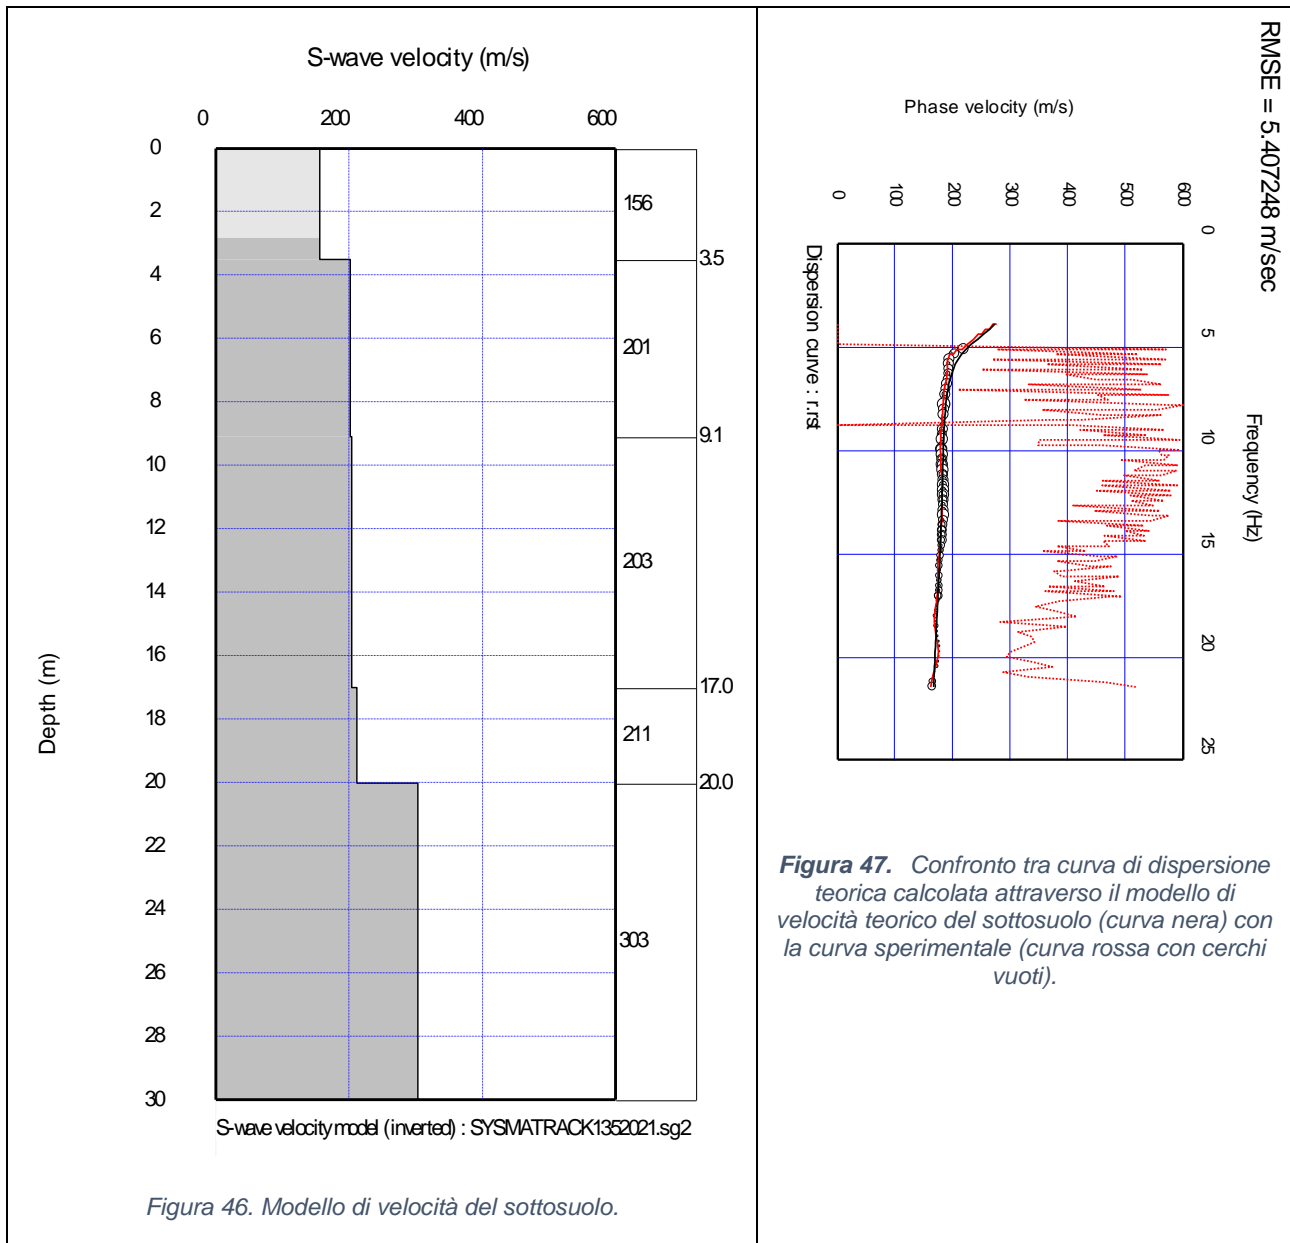 S-wave velocity (m/s)
0 200 400 600
0
2
4
6
8
10
12
14
16
18
20
22
24
26
28
30
Depth (m)
156
3.5
201
9.1
203
17.0
211
20.0
303
S-wave velocity model (inverted) : SYSMATRACK1352021.sg2
Figura 46. Modello di velocità del sottosuolo.
RMSE = 5.407248 m/sec
Phase velocity (m/s)
0 100 200 300 400 500 600
0
5
10
15
20
25
Frequency (Hz)
Dispersion curve : r.rst
Figura 47. Confronto tra curva di dispersione
teorica calcolata attraverso il modello di
velocità teorico del sottosuolo (curva nera) con
la curva sperimentale (curva rossa con cerchi
vuoti).